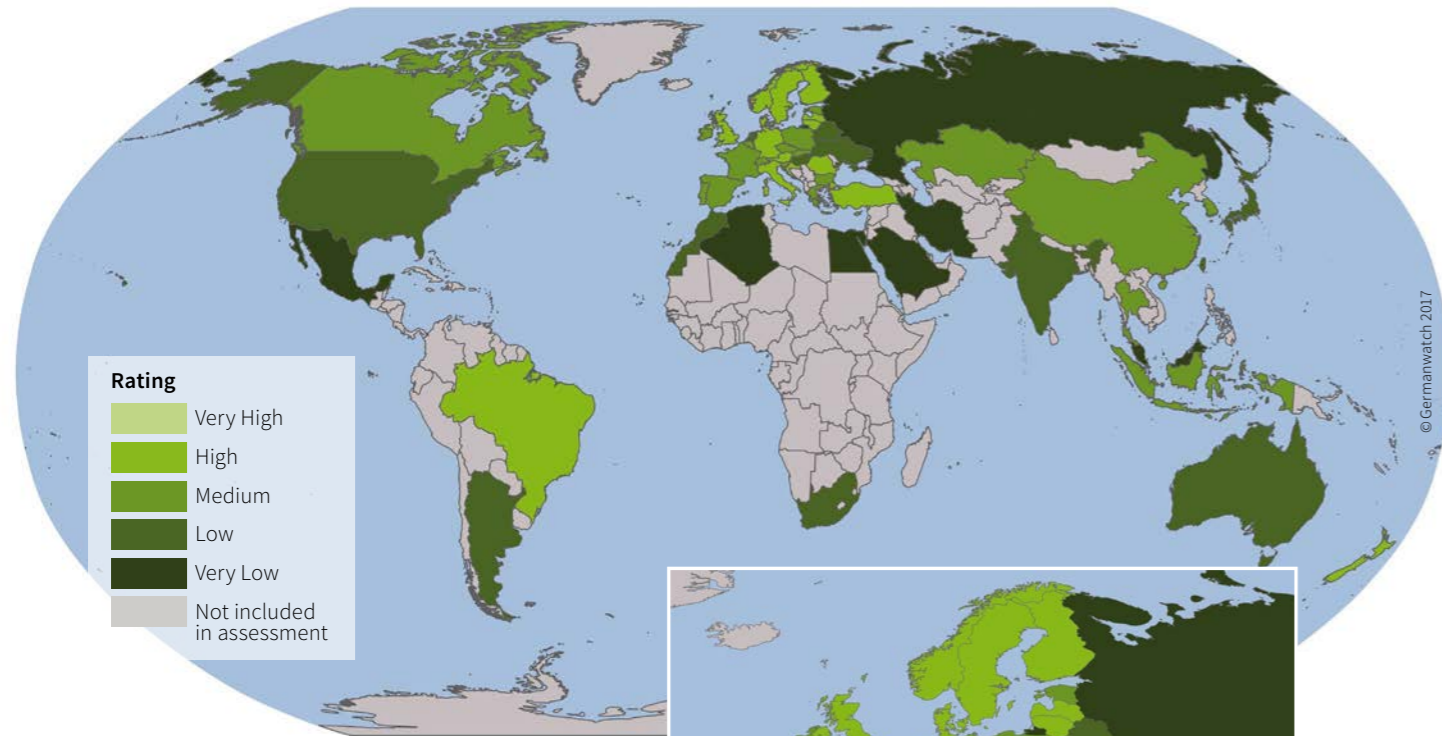 Rating
Very High
High
Medium
Low
Very Low
Not included
in assessment
© Germanwatch 2017